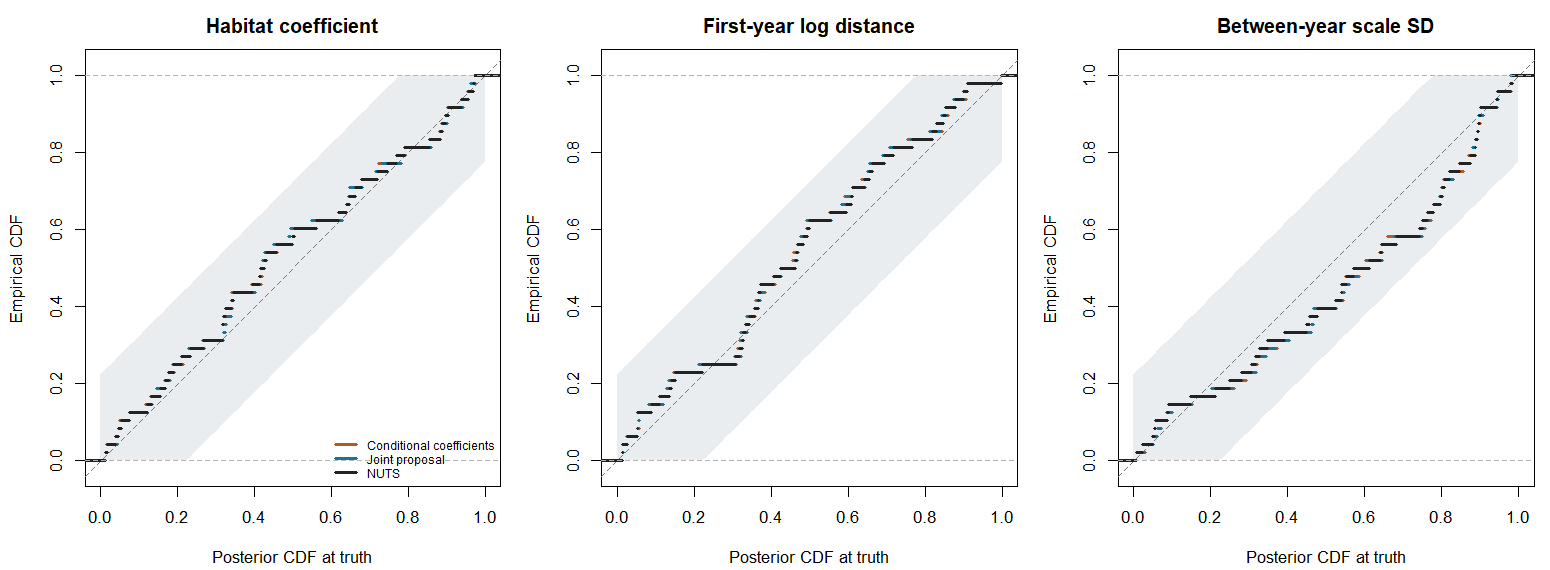 Habitat coefficient
Empirical CDF
1.0
0.8
0.6
0.4
0.2
0.0
Conditional coefficients
Joint proposal
NUTS
0.0 0.2 0.4 0.6 0.8 1.0
Posterior CDF at truth
First-year log distance
Empirical CDF
1.0
0.8
0.6
0.4
0.2
0.0
0.0 0.2 0.4 0.6 0.8 1.0
Posterior CDF at truth
Between-year scale SD
Empirical CDF
1.0
0.8
0.6
0.4
0.2
0.0
0.0 0.2 0.4 0.6 0.8 1.0
Posterior CDF at truth